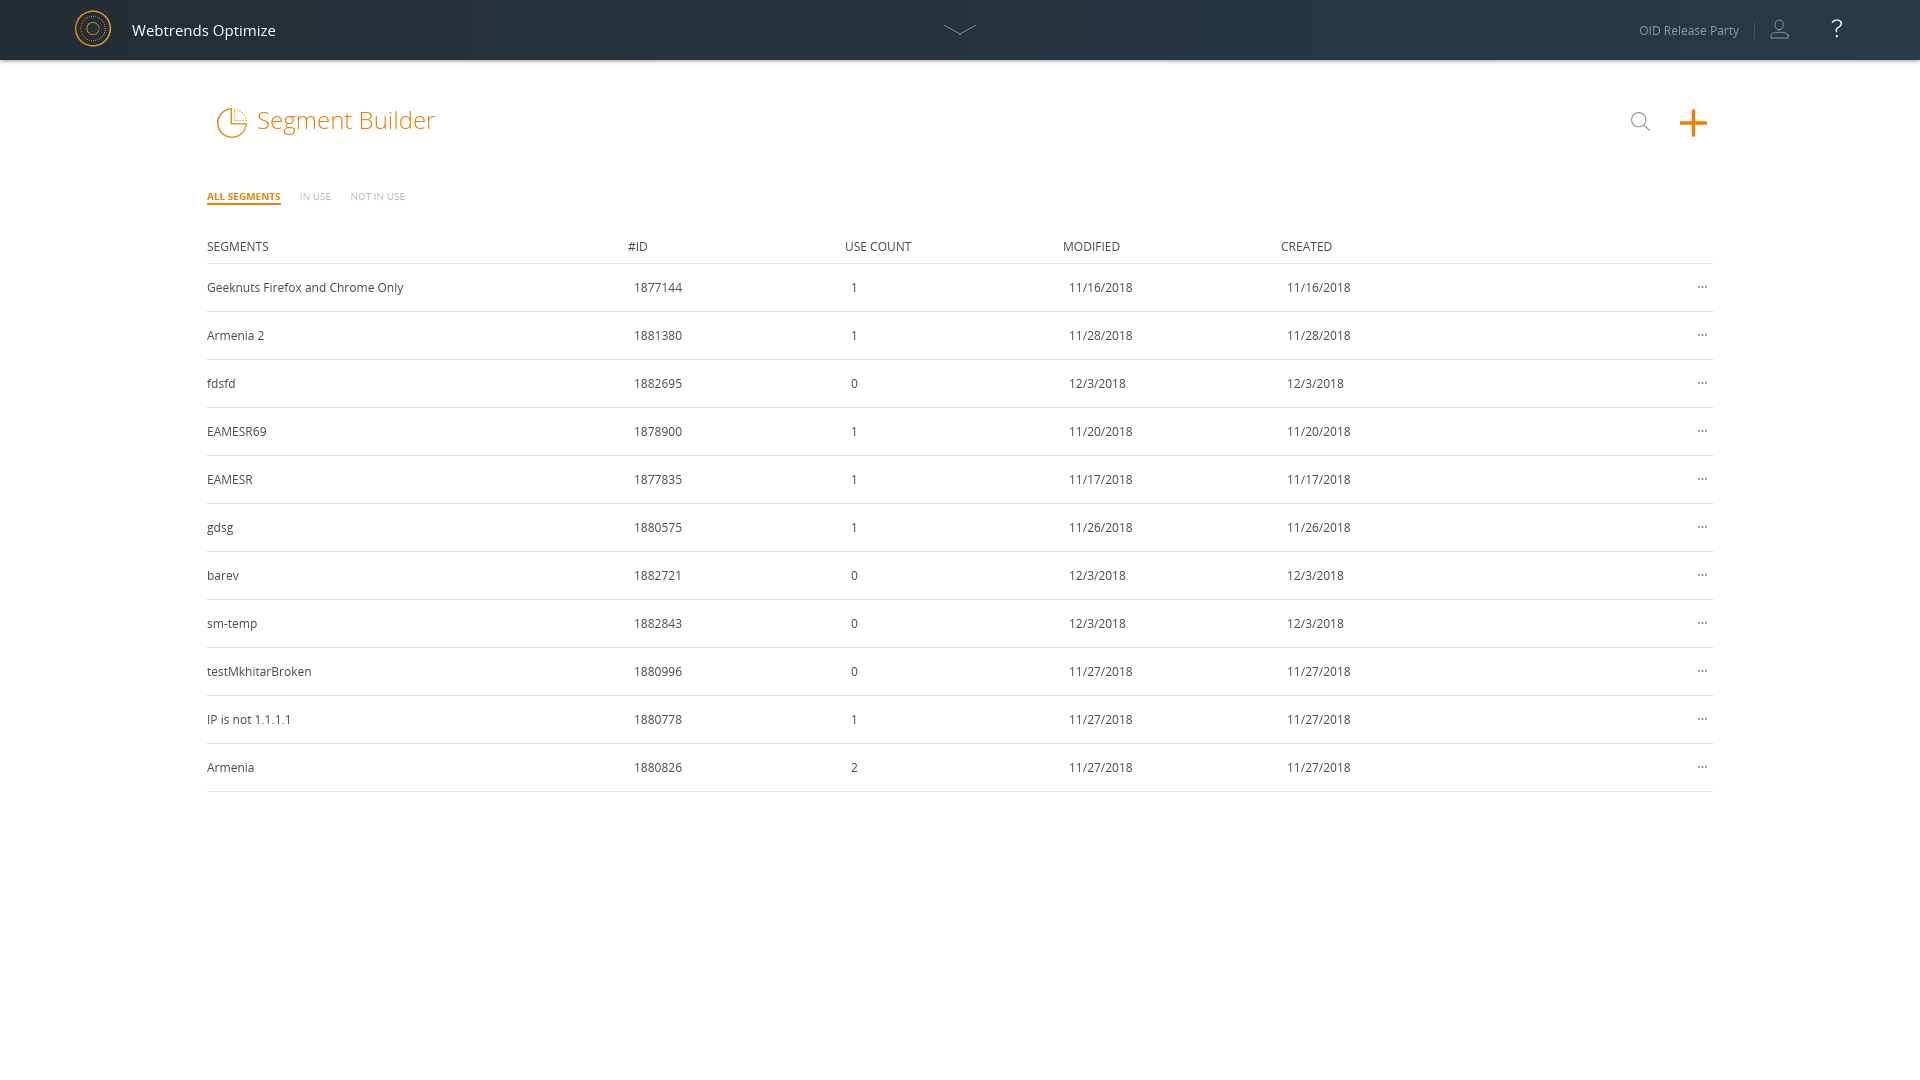 Webtrends Optimize
OID Release Party
?
Segment Builder
ALL SEGMENTS IN USE NOT IN USE
SEGMENTS #ID USE COUNT MODIFIED CREATED
Geeknuts Firefox and Chrome Only 1877144 1 11/16/2018 11/16/2018 ...
Armenia 2 1881380 1 11/28/2018 11/28/2018 ...
fdsfd 1882695 0 12/3/2018 12/3/2018 ...
EAMESR69 1878900 1 11/20/2018 11/20/2018 ...
EAMESR 1877835 1 11/17/2018 11/17/2018 ...
gdsg 1880575 1 11/26/2018 11/26/2018 ...
barev 1882721 0 12/3/2018 12/3/2018 ...
sm-temp 1882843 0 12/3/2018 12/3/2018 ...
testMkhitarBroken 1880996 0 11/27/2018 11/27/2018 ...
IP is not 1.1.1.1 1880778 1 11/27/2018 11/27/2018 ...
Armenia 1880826 2 11/27/2018 11/27/2018 ...